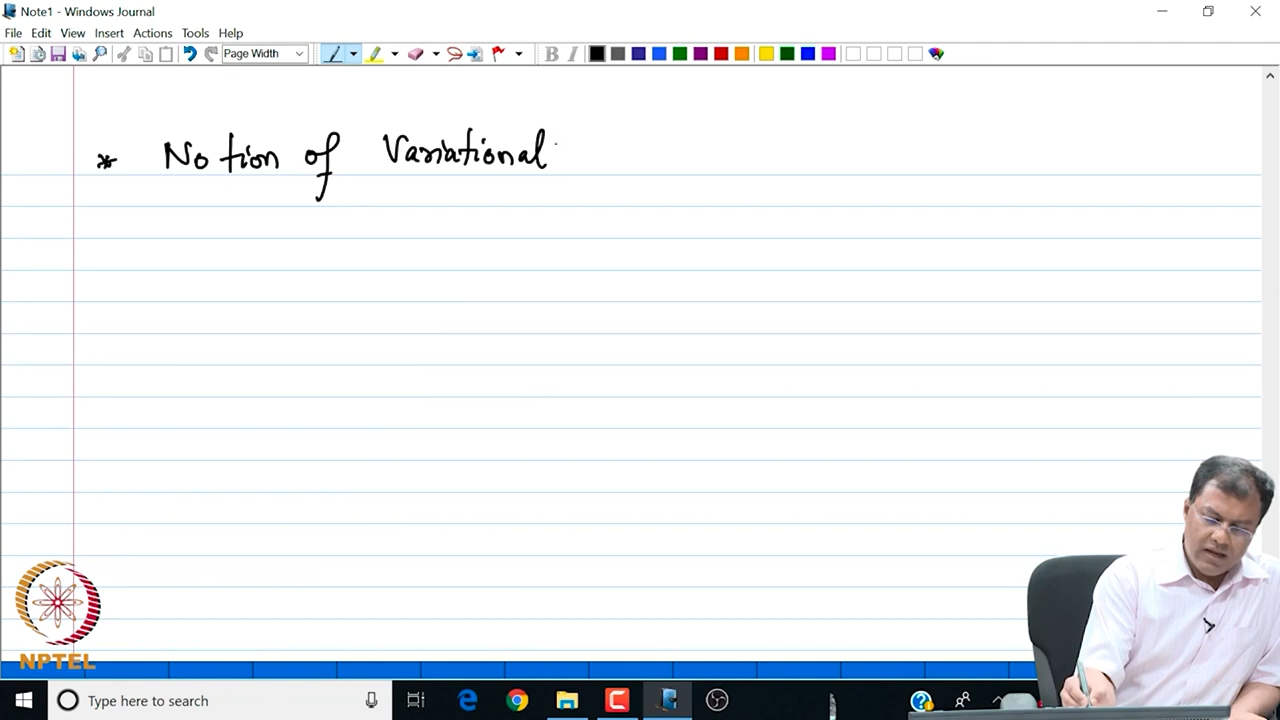 Note1 - Windows Journal
File Edit View Insert Actions Tools Help
Page Width
B I
* Notion of Variational
NPTEL
Type here to search